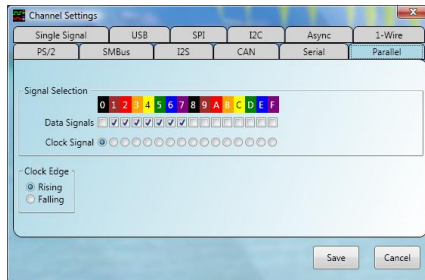 Channel Settings
Single Signal USB SPI I2C Async 1-Wire
PS/2 SMBus I2S CAN Serial Parallel
Signal Selection
0 1 2 3 4 5 6 7 8 9 A B C D E F
Data Signals
Clock Signal
Clock Edge
Rising
Falling
Save Cancel